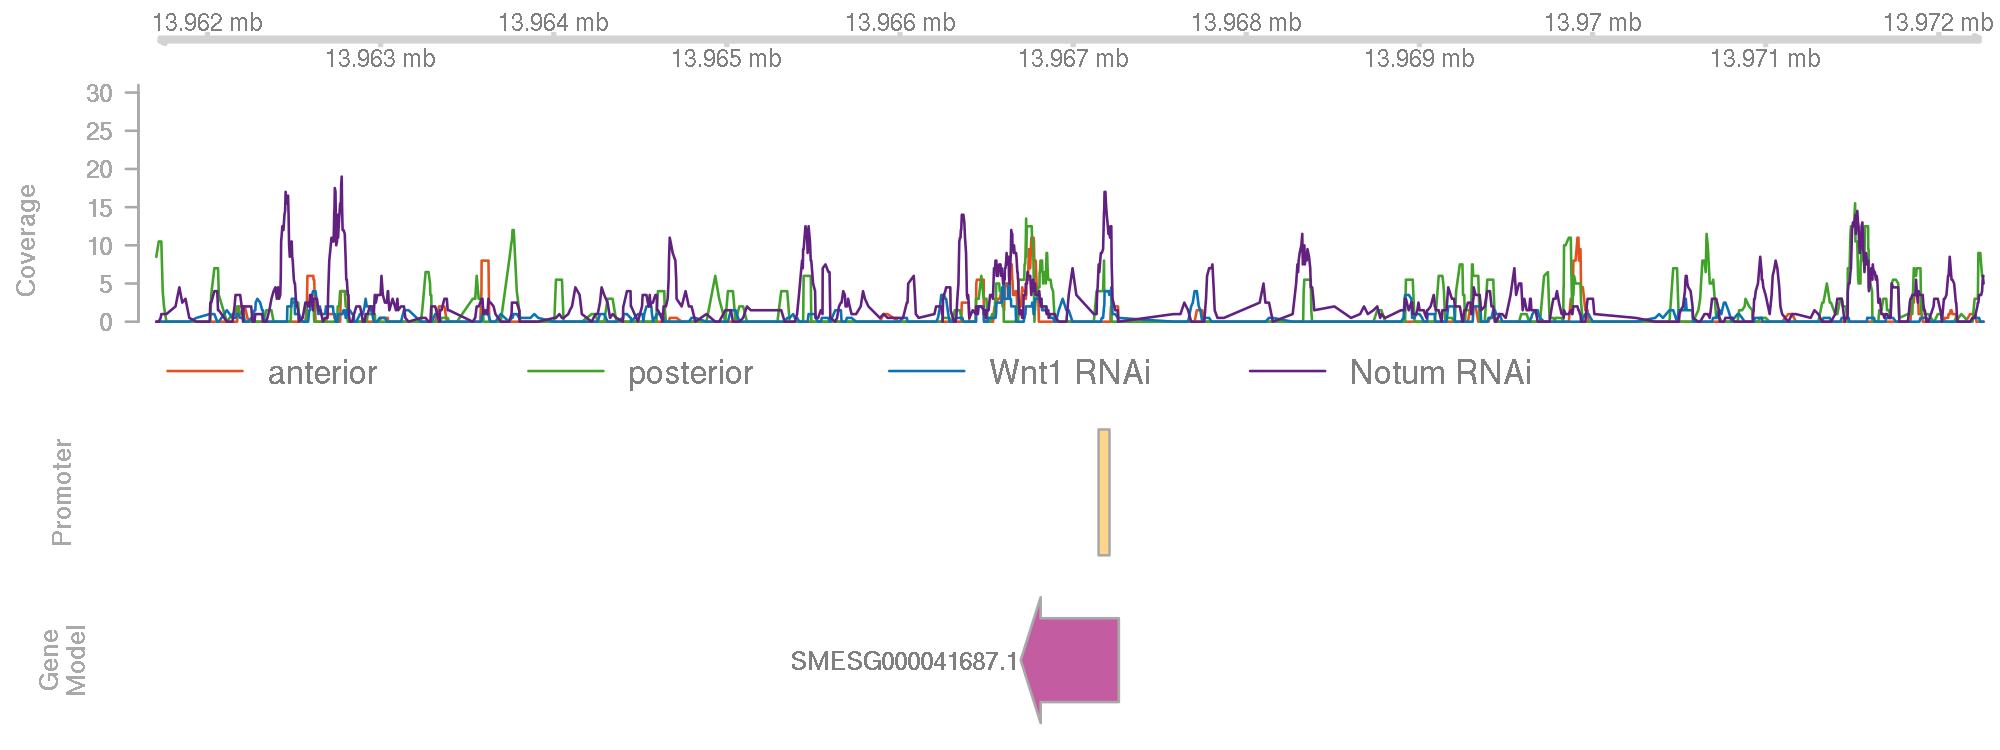 13.962 mb 13.964 mb 13.966 mb 13.968 mb 13.97 mb 13.972 mb
13.963 mb 13.965 mb 13.967 mb 13.969 mb 13.971 mb
Coverage
30
25
20
15
10
5
0
anterior posterior Wnt1 RNAi Notum RNAi
Promoter
Gene
Model
SMESG000041687.1